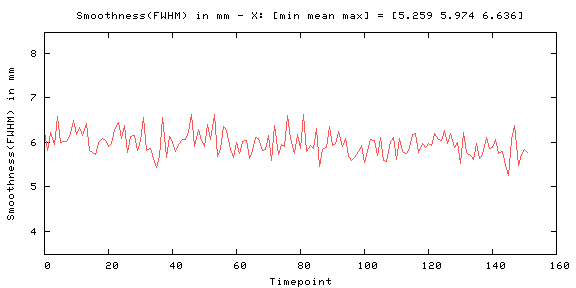 Smoothness(FWHM) in mm - X: [min mean max] = [5.259 5.974 6.636]
Smoothness(FWHM) in mm
8
7
6
5
4
0 20 40 60 80 100 120 140 160
Timepoint